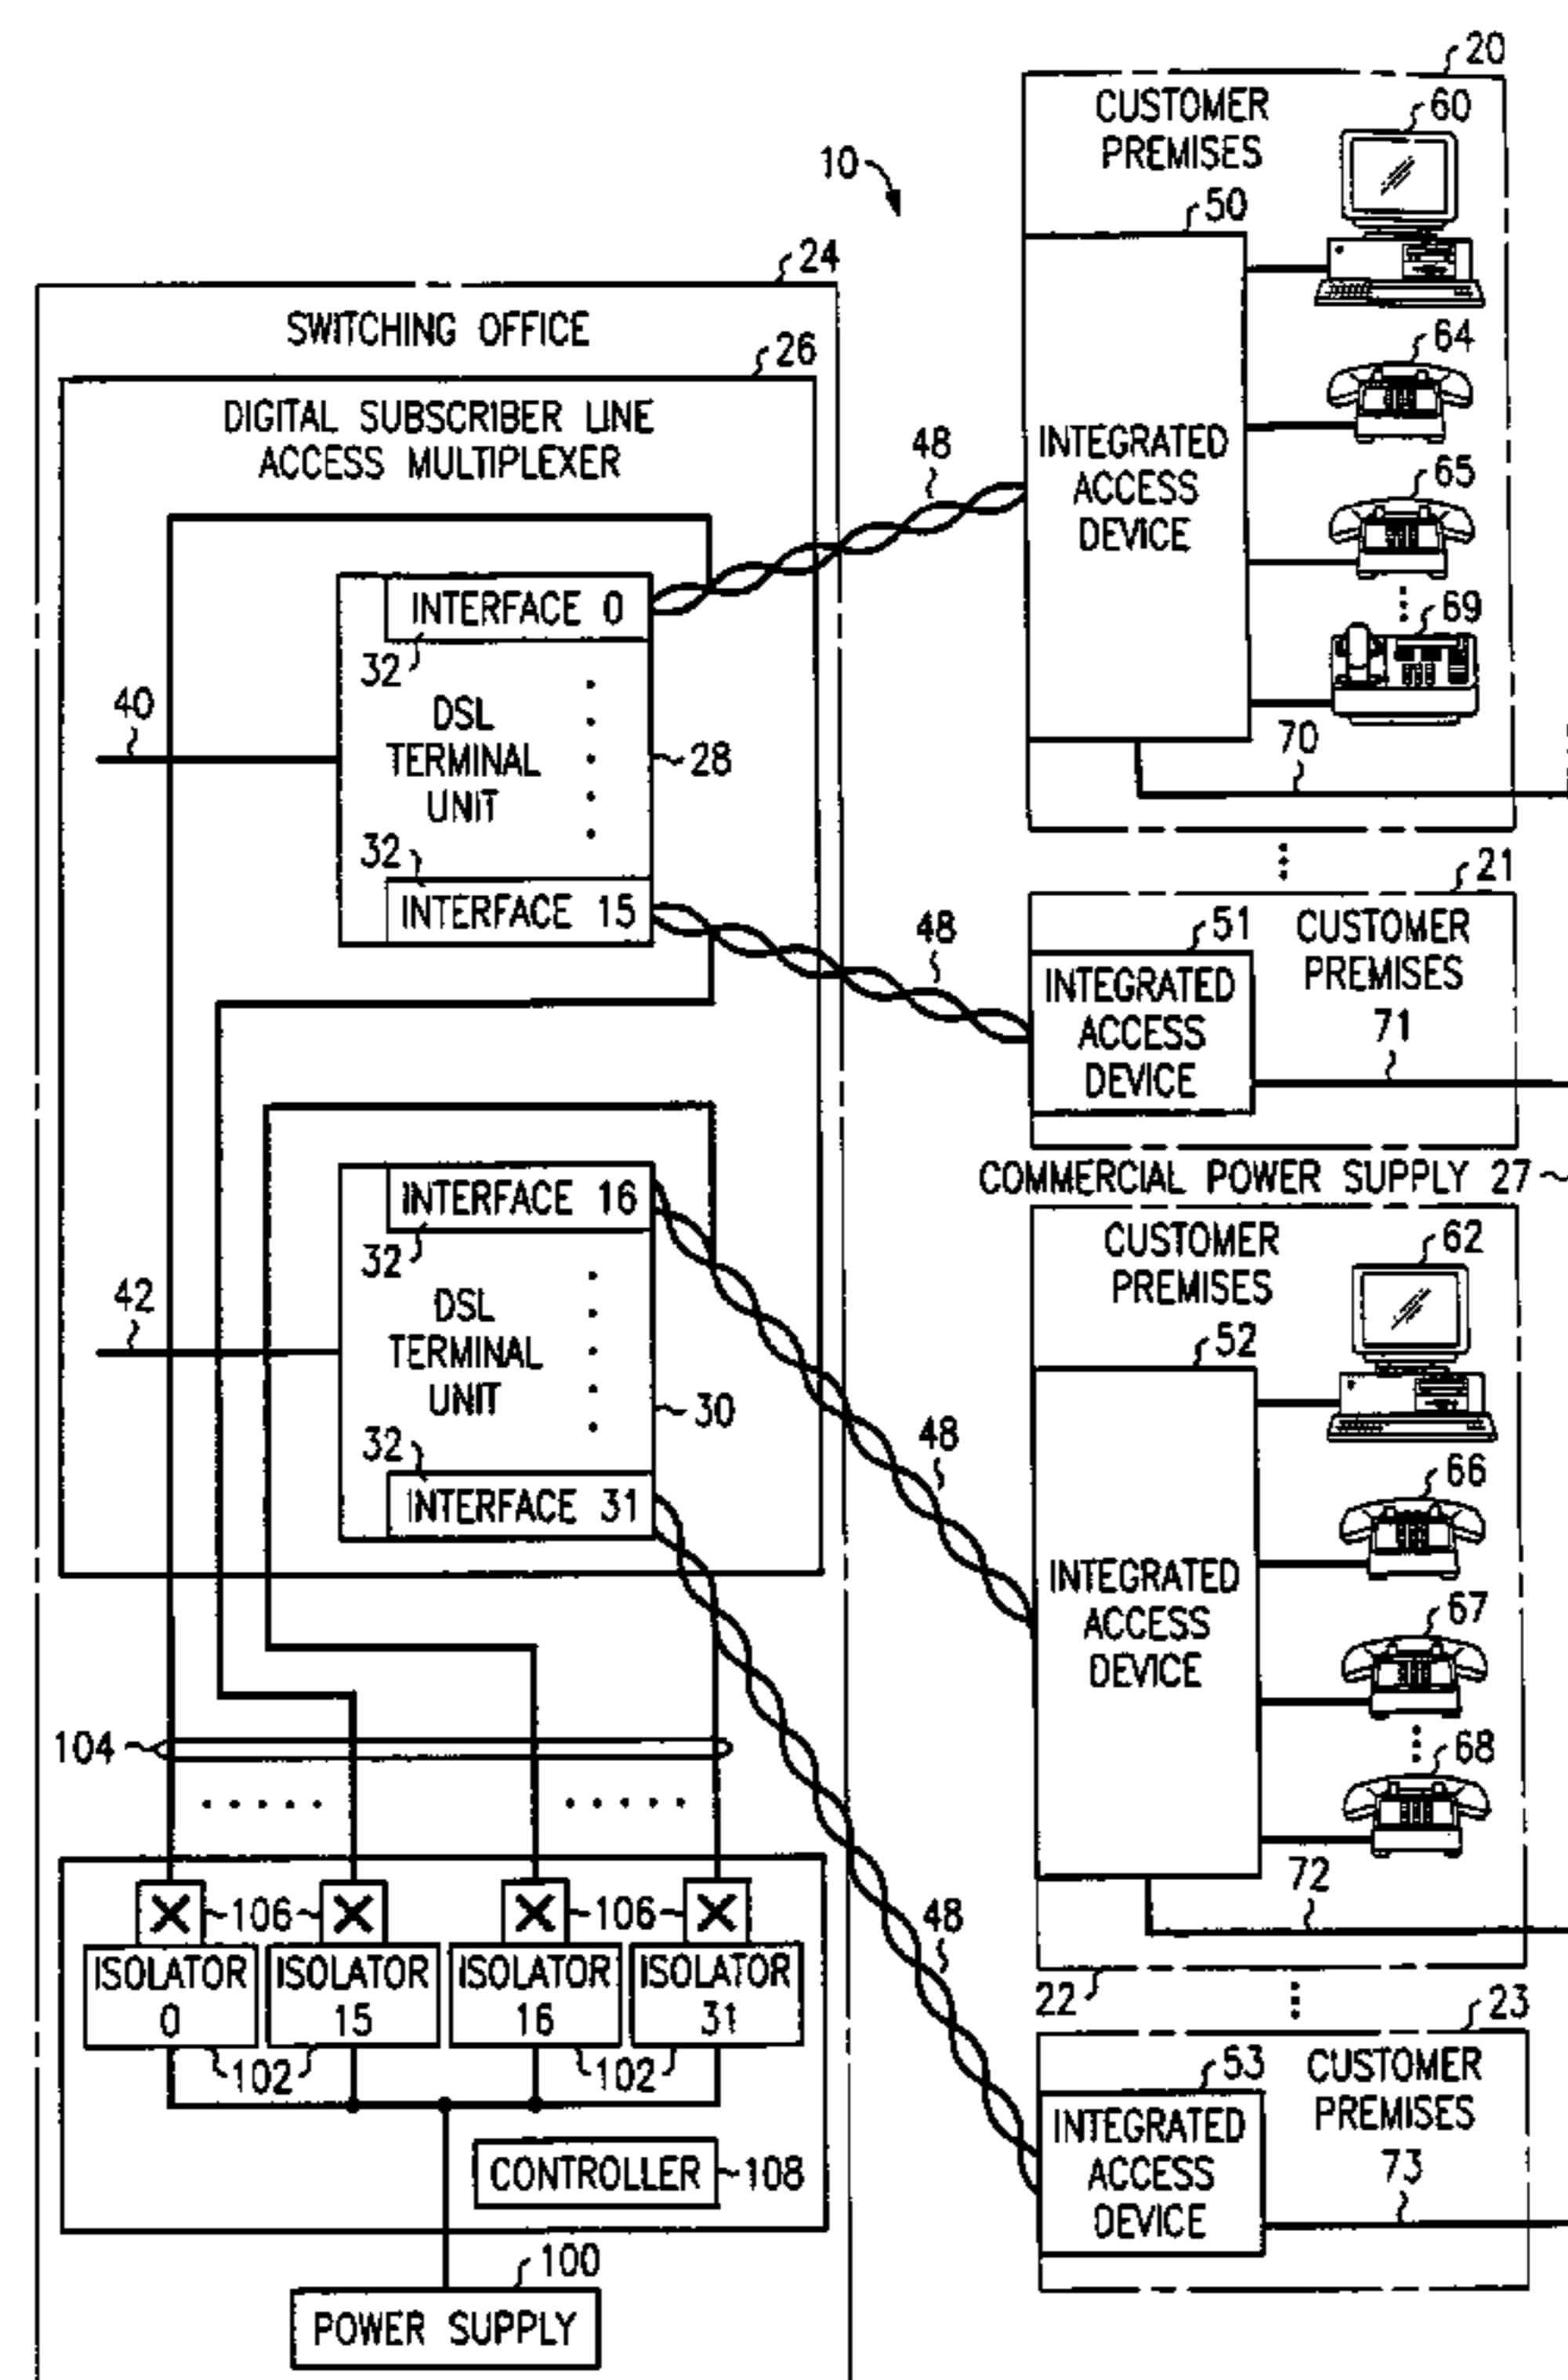 20
CUSTOMER
PREMISES
60
10
50
24
SWITCHING OFFICE
64
26
DIGITAL SUBSCRIBER LINE
ACCESS MULTIPLEXER
48
INTEGRATED
ACCESS
DEVICE
65
INTERFACE 0
69
32
40
DSL
TERMINAL
UNIT
28
70
32
INTERFACE 15
21
48
51
CUSTOMER
PREMISES
INTEGRATED
ACCESS
DEVICE
71
COMMERCIAL POWER SUPPLY 27
INTERFACE 16
32
CUSTOMER
PREMISES
62
42
DSL
TERMINAL
UNIT
52
30
48
32
INTERFACE 31
66
INTEGRATED
ACCESS
DEVICE
67
104
68
72
106
106
48
ISOLATOR
0
ISOLATOR
15
ISOLATOR
16
ISOLATOR
31
22
23
102
102
53
CUSTOMER
PREMISES
INTEGRATED
ACCESS
DEVICE
73
CONTROLLER
108
100
POWER SUPPLY